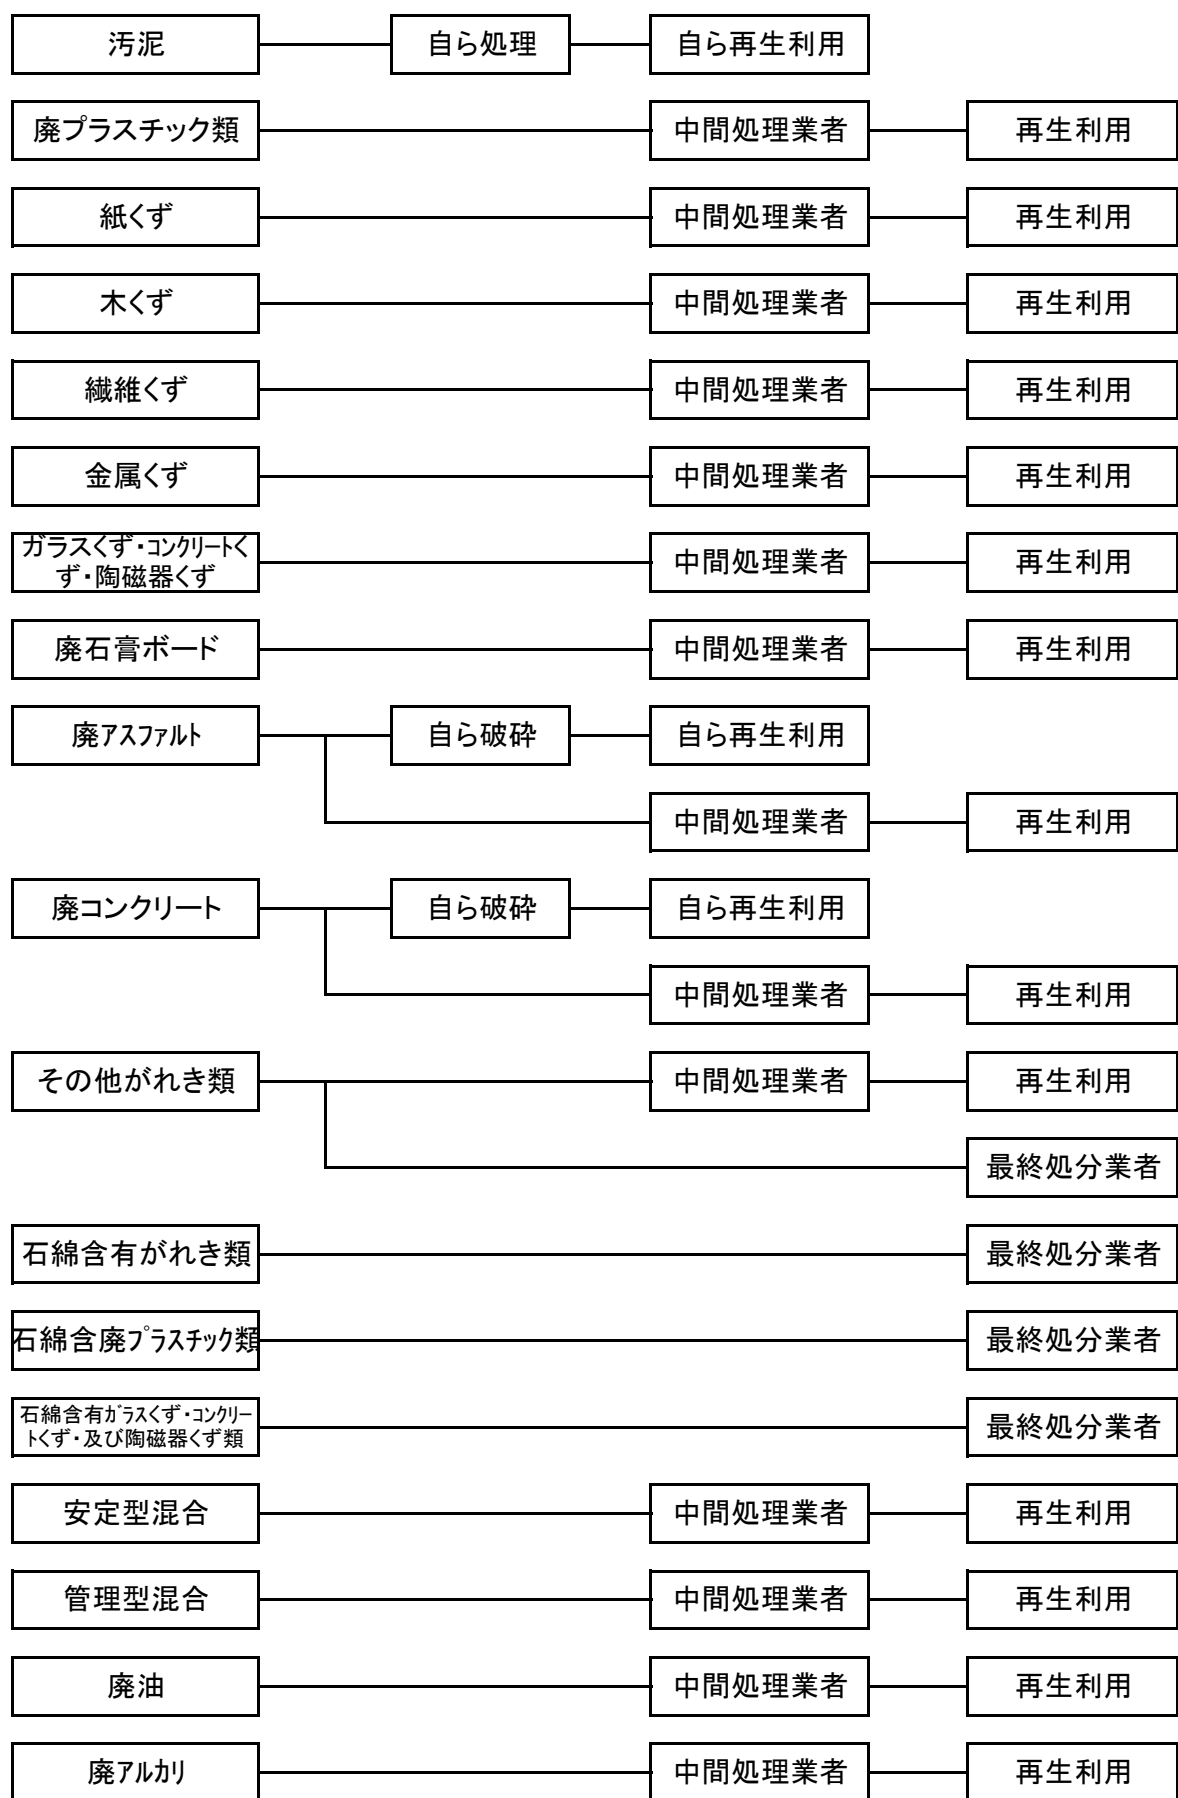 汚泥 自ら処理 自ら再生利用
廃プラスチック類 中間処理業者 再生利用
紙くず 中間処理業者 再生利用
木くず 中間処理業者 再生利用
繊維くず 中間処理業者 再生利用
金属くず 中間処理業者 再生利用
ガラスくず・コンクリートく
ず・陶磁器くず 中間処理業者 再生利用
廃石膏ボード 中間処理業者 再生利用
廃アスファルト 自ら破砕 自ら再生利用
中間処理業者 再生利用
廃コンクリート 自ら破砕 自ら再生利用
中間処理業者 再生利用
その他がれき類 中間処理業者 再生利用
最終処分業者
石綿含有がれき類 最終処分業者
石綿含廃プラスチック類 最終処分業者
石綿含有ガラスくず・コンクリー
トくず・及び陶磁器くず類 最終処分業者
安定型混合 中間処理業者 再生利用
管理型混合 中間処理業者 再生利用
廃油 中間処理業者 再生利用
廃アルカリ 中間処理業者 再生利用